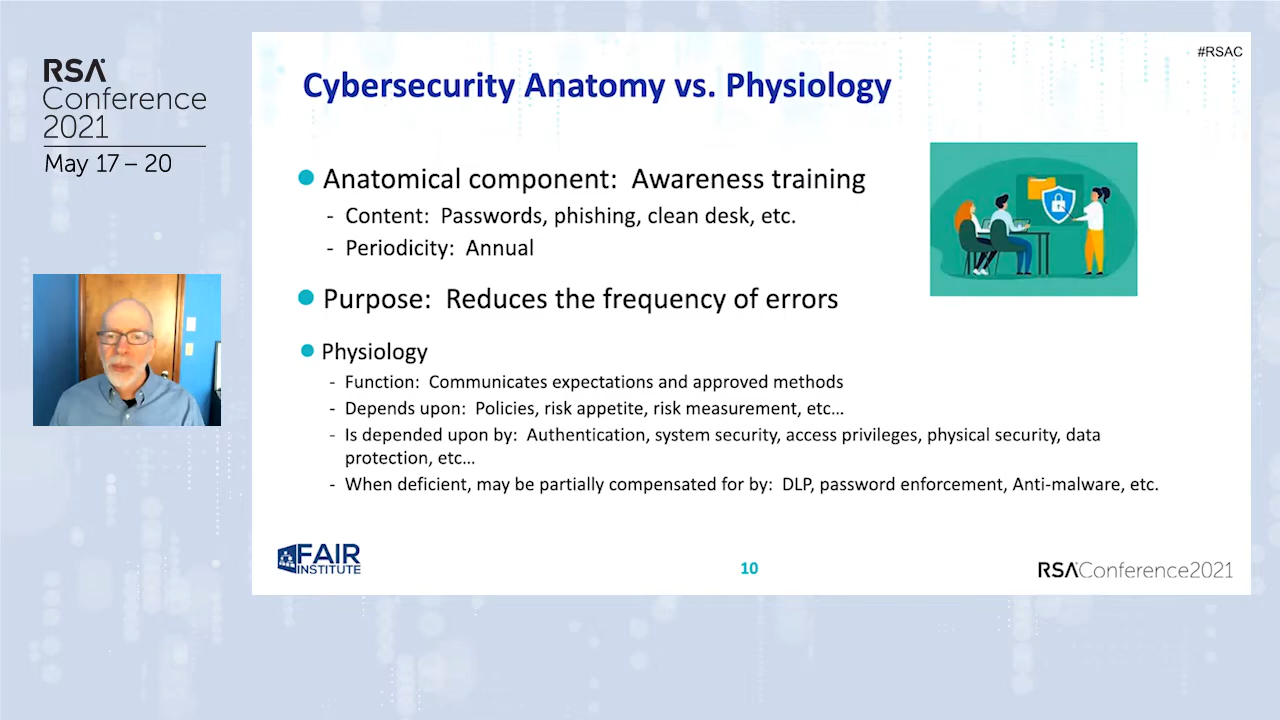 RSA
Conference
2021
May 17 – 20
#RSAC
Cybersecurity Anatomy vs. Physiology
Anatomical component: Awareness training
- Content: Passwords, phishing, clean desk, etc.
- Periodicity: Annual
Purpose: Reduces the frequency of errors
Physiology
- Function: Communicates expectations and approved methods
- Depends upon: Policies, risk appetite, risk measurement, etc...
- Is depended upon by: Authentication, system security, access privileges, physical security, data
protection, etc...
- When deficient, may be partially compensated for by: DLP, password enforcement, Anti-malware, etc.
FAIR
INSTITUTE
10
RSAConference2021